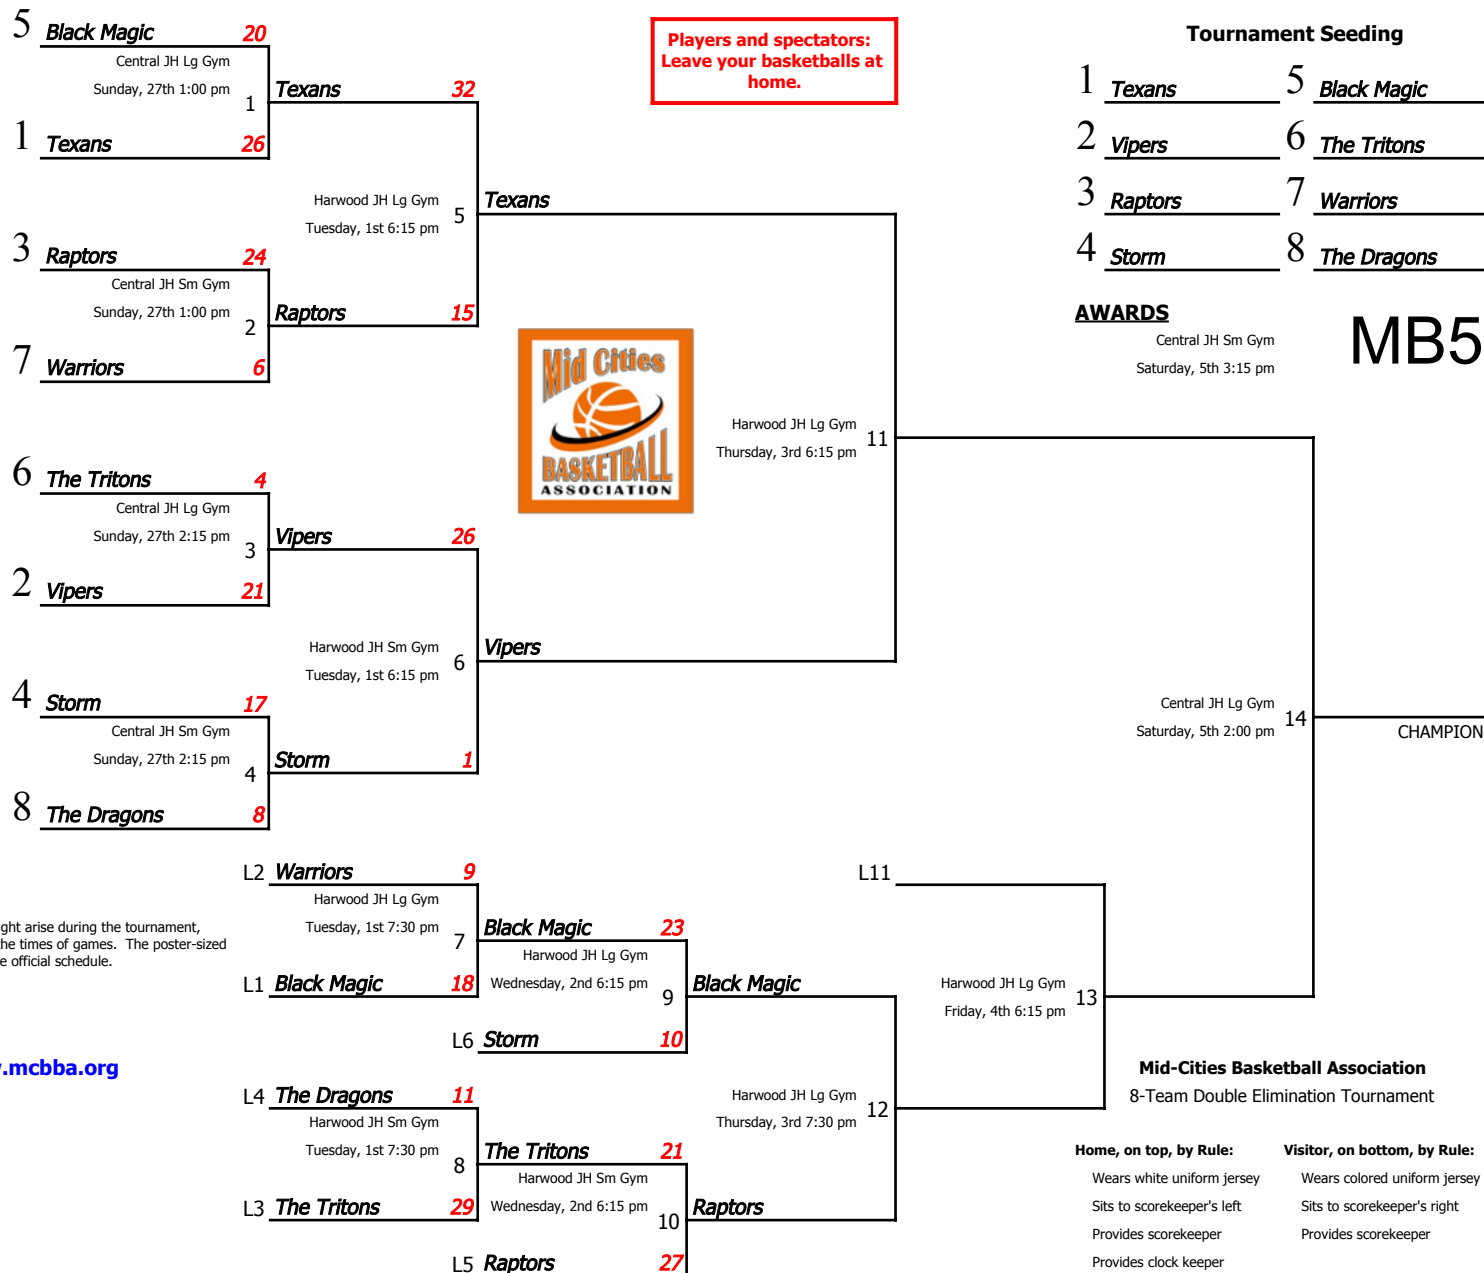 5 Black Magic 20
Central JH Lg Gym
Sunday, 27th 1:00 pm
1
Texans 32
1 Texans 26
Harwood JH Lg Gym
Tuesday, 1st 6:15 pm
5
Texans
3 Raptors 24
Central JH Sm Gym
Sunday, 27th 1:00 pm
2
Raptors 15
7 Warriors 6
Players and spectators:
Leave your basketballs at
home.
Tournament Seeding
1 Texans 5 Black Magic
2 Vipers 6 The Tritons
3 Raptors 7 Warriors
4 Storm 8 The Dragons
AWARDS
Central JH Sm Gym
Saturday, 5th 3:15 pm
MB5
Mid Cities
BASKETBALL
ASSOCIATION
Harwood JH Lg Gym
Thursday, 3rd 6:15 pm
11
6 The Tritons 4
Central JH Lg Gym
Sunday, 27th 2:15 pm
3
Vipers 26
2 Vipers 21
Harwood JH Sm Gym
Tuesday, 1st 6:15 pm
6
Vipers
4 Storm 17
Central JH Sm Gym
Sunday, 27th 2:15 pm
4
Storm 1
8 The Dragons 8
Central JH Lg Gym
Saturday, 5th 2:00 pm
14
CHAMPION
L2 Warriors 9
Harwood JH Lg Gym
Tuesday, 1st 7:30 pm
7
Black Magic 23
L1 Black Magic 18
Harwood JH Lg Gym
Wednesday, 2nd 6:15 pm
9
Black Magic
L6 Storm 10
L11
Harwood JH Lg Gym
Friday, 4th 6:15 pm
13
ght arise during the tournament,
he times of games. The poster-sized
e official schedule.
.mcbba.org
L4 The Dragons 11
Harwood JH Sm Gym
Tuesday, 1st 7:30 pm
8
The Tritons 21
L3 The Tritons 29
Harwood JH Sm Gym
Wednesday, 2nd 6:15 pm
10
Raptors
L5 Raptors 27
Harwood JH Lg Gym
Thursday, 3rd 7:30 pm
12
Mid-Cities Basketball Association
8-Team Double Elimination Tournament
Home, on top, by Rule:
Wears white uniform jersey
Sits to scorekeeper's left
Provides scorekeeper
Provides clock keeper
Visitor, on bottom, by Rule:
Wears colored uniform jersey
Sits to scorekeeper's right
Provides scorekeeper